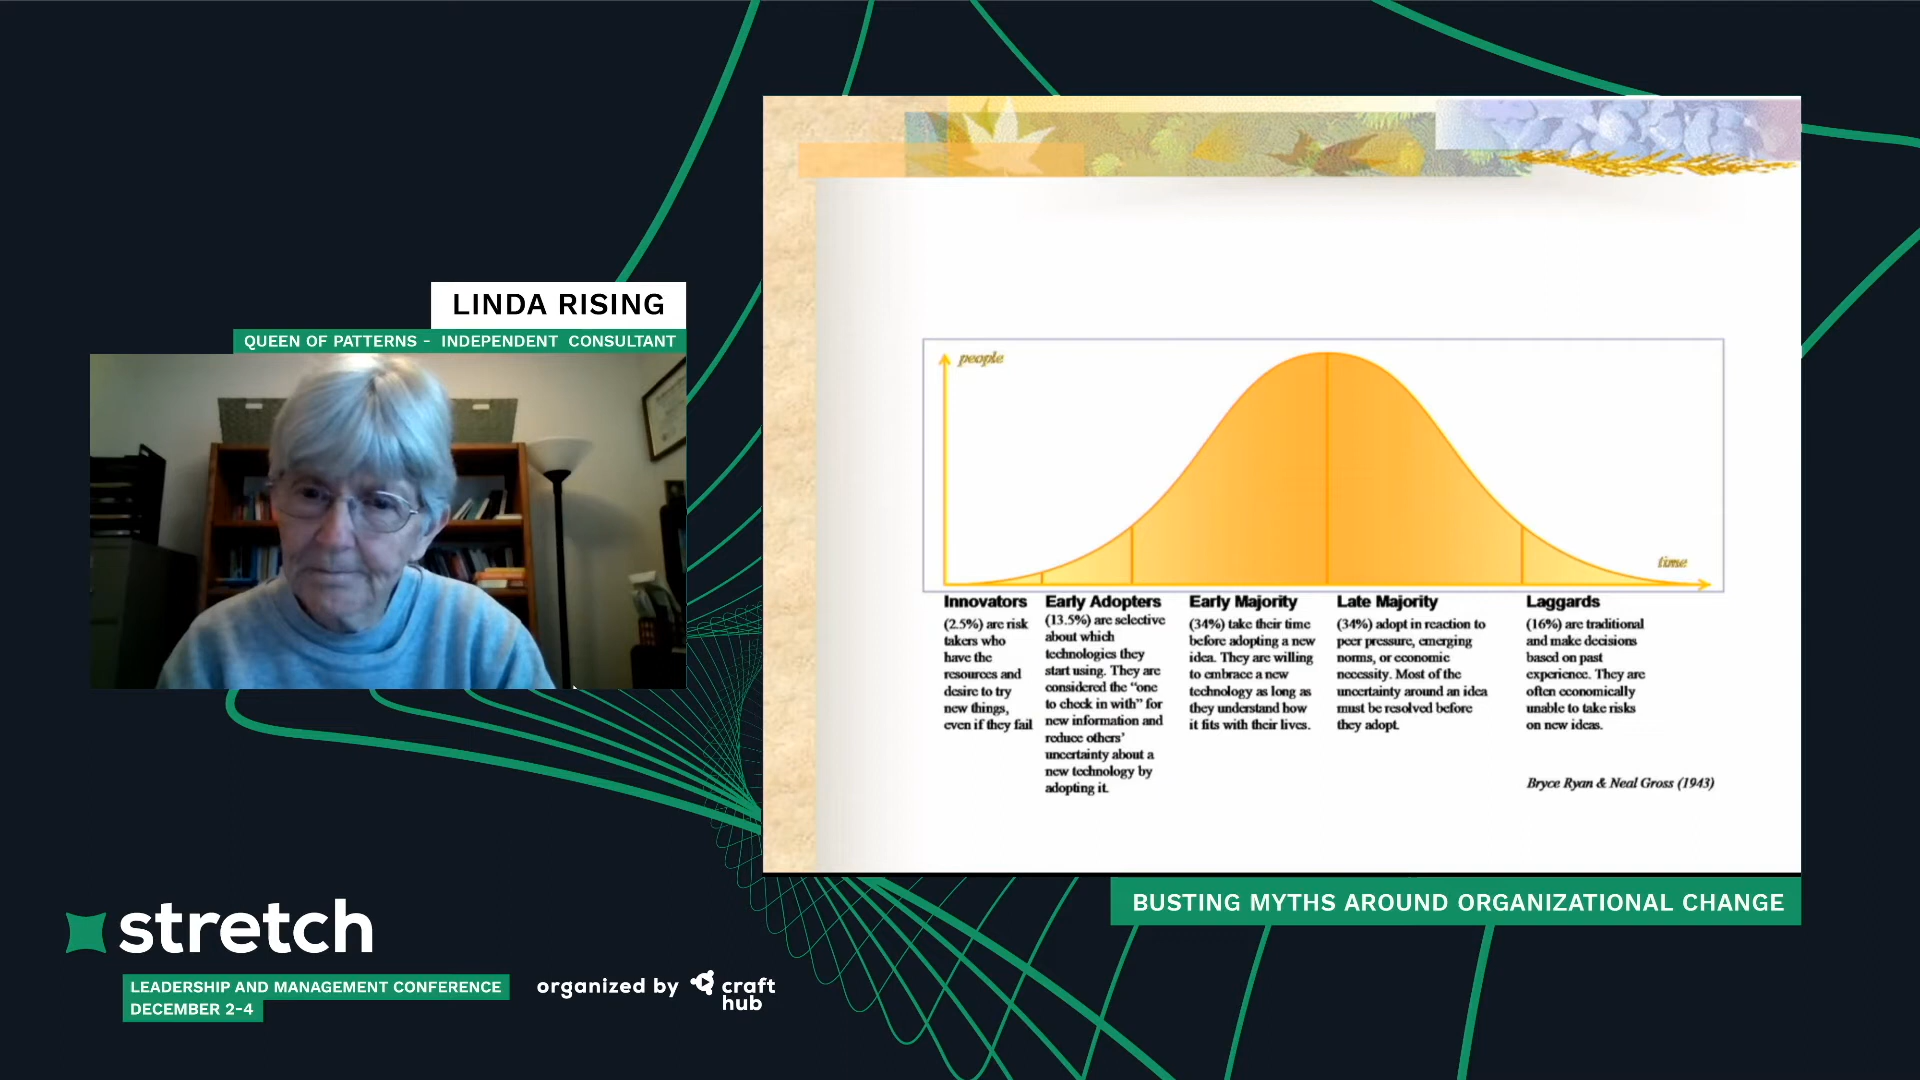 LINDA RISING
QUEEN OF PATTERNS - INDEPENDENT CONSULTANT
people
time
Innovators
(2.5%) are risk
takers who
have the
resources and
desire to try
new things,
even if they fail
Early Adopters
(13.5%) are selective
about which
technologies they
start using. They are
considered the "one
to check in with" for
new information and
reduce others'
uncertainty about a
new technology by
adopting it.
Early Majority
(34%) take their time
before adopting a new
idea. They are willing
to embrace a new
technology as long as
they understand how
it fits with their lives.
Late Majority
(34%) adopt in reaction to
peer pressure, emerging
norms, or economic
necessity. Most of the
uncertainty around an idea
must be resolved before
they adopt.
Laggards
(16%) are traditional
and make decisions
based on past
experience. They are
often economically
unable to take risks
on new ideas.
Bryce Ryan & Neal Gross (1943)
BUSTING MYTHS AROUND ORGANIZATIONAL CHANGE
stretch
LEADERSHIP AND MANAGEMENT CONFERENCE
DECEMBER 2-4
organized by
craft
hub